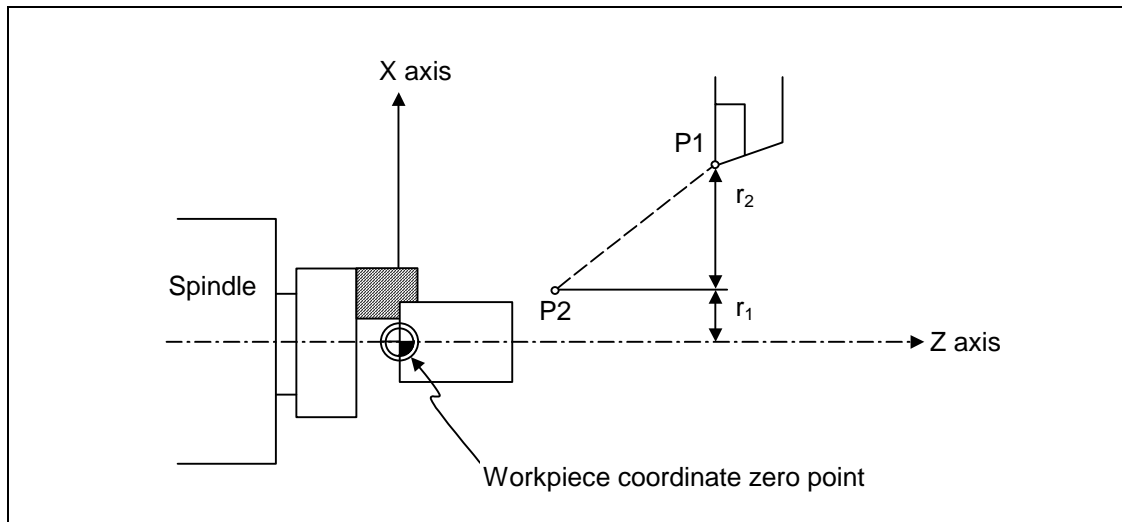 X axis
P1
r₂
Spindle
P2
r₁
Z axis
Workpiece coordinate zero point